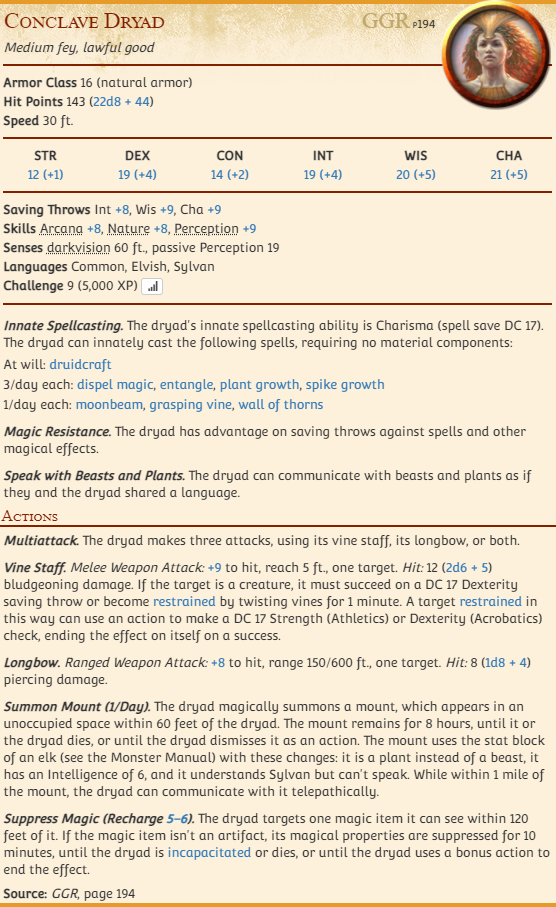 Conclave Dryad
GGR p194
Medium fey, lawful good
Armor Class 16 (natural armor)
Hit Points 143 (22d8 + 44)
Speed 30 ft.
STR DEX CON INT WIS CHA
12 (+1) 19 (+4) 14 (+2) 19 (+4) 20 (+5) 21 (+5)
Saving Throws Int +8, Wis +9, Cha +9
Skills Arcana +8, Nature +8, Perception +9
Senses darkvision 60 ft., passive Perception 19
Languages Common, Elvish, Sylvan
Challenge 9 (5,000 XP)
Innate Spellcasting. The dryad's innate spellcasting ability is Charisma (spell save DC 17).
The dryad can innately cast the following spells, requiring no material components:
At will: druidcraft
3/day each: dispel magic, entangle, plant growth, spike growth
1/day each: moonbeam, grasping vine, wall of thorns
Magic Resistance. The dryad has advantage on saving throws against spells and other
magical effects.
Speak with Beasts and Plants. The dryad can communicate with beasts and plants as if
they and the dryad shared a language.
Actions
Multiattack. The dryad makes three attacks, using its vine staff, its longbow, or both.
Vine Staff. Melee Weapon Attack: +9 to hit, reach 5 ft., one target. Hit: 12 (2d6 + 5)
bludgeoning damage. If the target is a creature, it must succeed on a DC 17 Dexterity
saving throw or become restrained by twisting vines for 1 minute. A target restrained in
this way can use an action to make a DC 17 Strength (Athletics) or Dexterity (Acrobatics)
check, ending the effect on itself on a success.
Longbow. Ranged Weapon Attack: +8 to hit, range 150/600 ft., one target. Hit: 8 (1d8 + 4)
piercing damage.
Summon Mount (1/Day). The dryad magically summons a mount, which appears in an
unoccupied space within 60 feet of the dryad. The mount remains for 8 hours, until it or
the dryad dies, or until the dryad dismisses it as an action. The mount uses the stat block
of an elk (see the Monster Manual) with these changes: it is a plant instead of a beast, it
has an Intelligence of 6, and it understands Sylvan but can't speak. While within 1 mile of
the mount, the dryad can communicate with it telepathically.
Suppress Magic (Recharge 5–6). The dryad targets one magic item it can see within 120
feet of it. If the magic item isn't an artifact, its magical properties are suppressed for 10
minutes, until the dryad is incapacitated or dies, or until the dryad uses a bonus action to
end the effect.
Source: GGR, page 194